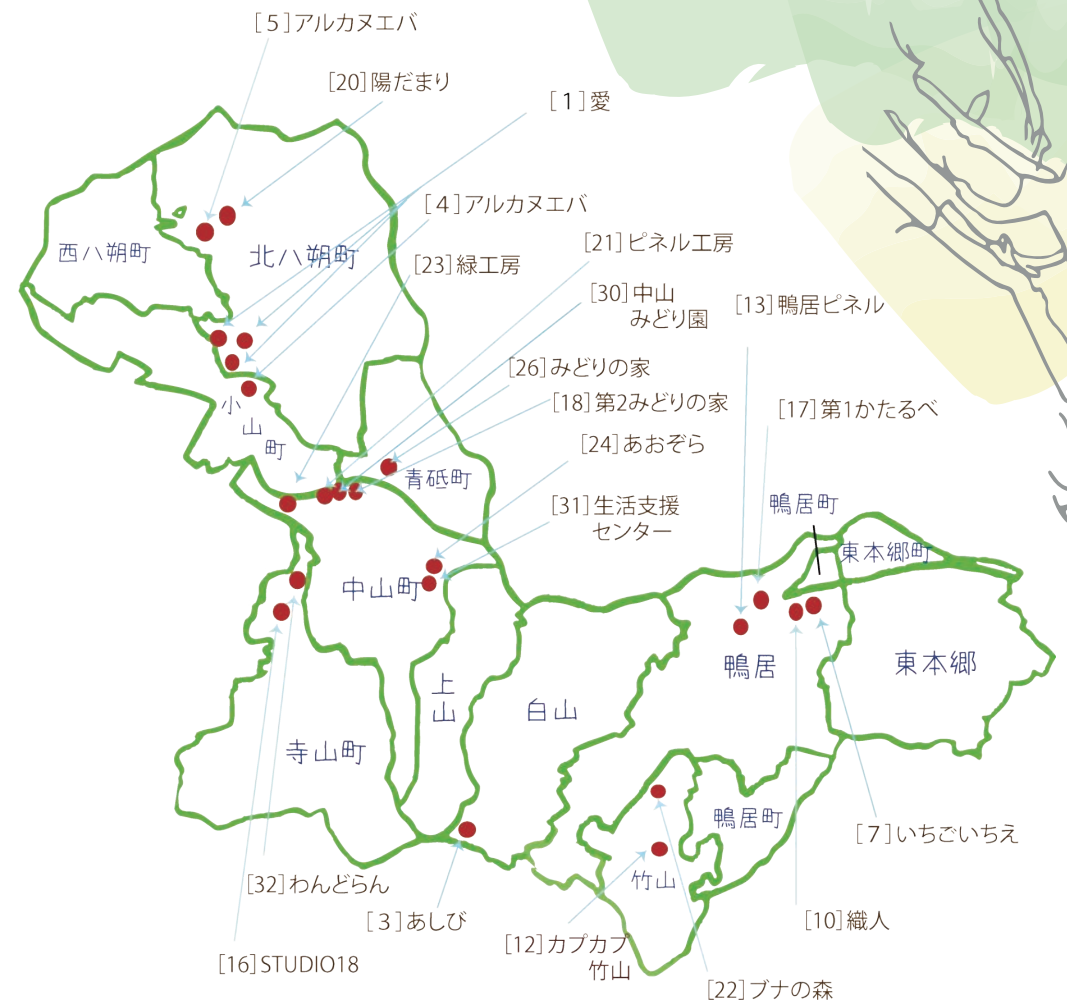 [5]アルカヌエバ
[20]陽だまり
[1]愛
[4]アルカヌエバ
[21]ピネル工房
西八朔町
北八朔町
[23]緑工房
[30]中山
みどり園
[13]鴨居ピネル
[26]みどりの家
[18]第2みどりの家
[17]第1かたるべ
小
山
町
[24]あおぞら
青砥町
[31]生活支援
センター
鴨居町
東本郷町
中山町
鴨居
東本郷
上
山
白山
寺山町
鴨居町
[7]いちごいちえ
竹山
[32]わんどらん
[3]あしび
[10]織人
[12]カプカプ
竹山
[16]STUDIO18
[22]ブナの森